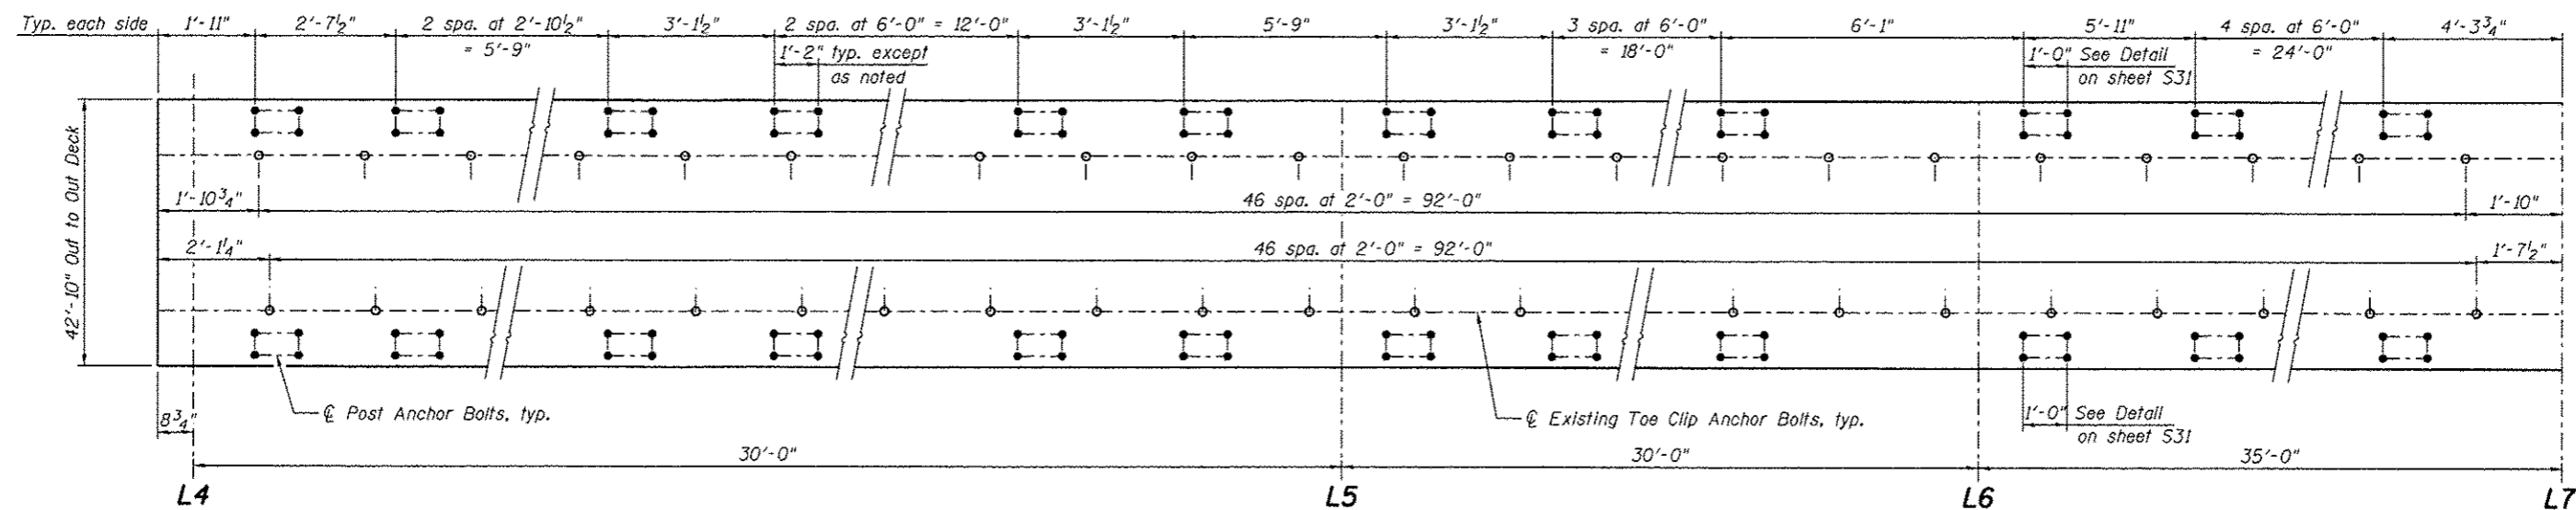 Typ. each side 1'-11" 2'-7½" 2 spa. at 2'-10½" 3'-1½" 2 spa at 6'-0" = 12'-0" 3'-1½" 5'-9" 3'-1½" 3 spa. at 6'-0" 6'-1" 5'-11" 4 spa. at 6'-0" 4'-3¾"
= 5'-9" = 18'-0" = 24'-0"
1'-2" typ. except
as noted
1'-0" See Detail
on sheet S31
42'-10" Out to Out Deck
1'-10¾" 46 spa. at 2'-0" = 92'-0" 1'-10"
2'-1¼" 46 spa. at 2'-0" = 92'-0" 1'-7½"
℄ Post Anchor Bolts, typ.
℄ Existing Toe Clip Anchor Bolts, typ.
1'-0" See Detail
on sheet S31
8¾"
30'-0" 30'-0" 35'-0"
L4 L5 L6 L7